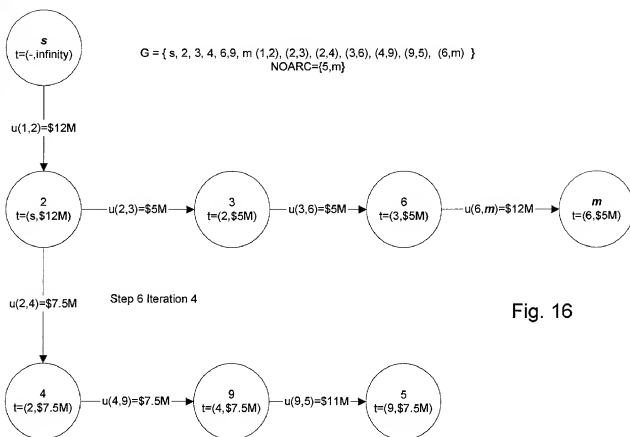 s
t=(-,infinity)
G = { s, 2, 3, 4, 6,9, m (1,2), (2,3), (2,4), (3,6), (4,9), (9,5), (6,m) }
NOARC={5,m}
u(1,2)=$12M
2
t=(s,$12M)
u(2,3)=$5M
3
t=(2,$5M)
u(3,6)=$5M
6
t=(3,$5M)
u(6,m)=$12M
m
t=(6,$5M)
u(2,4)=$7.5M
Step 6 Iteration 4
Fig. 16
4
t=(2,$7.5M)
u(4,9)=$7.5M
9
t=(4,$7.5M)
u(9,5)=$11M
5
t=(9,$7.5M)